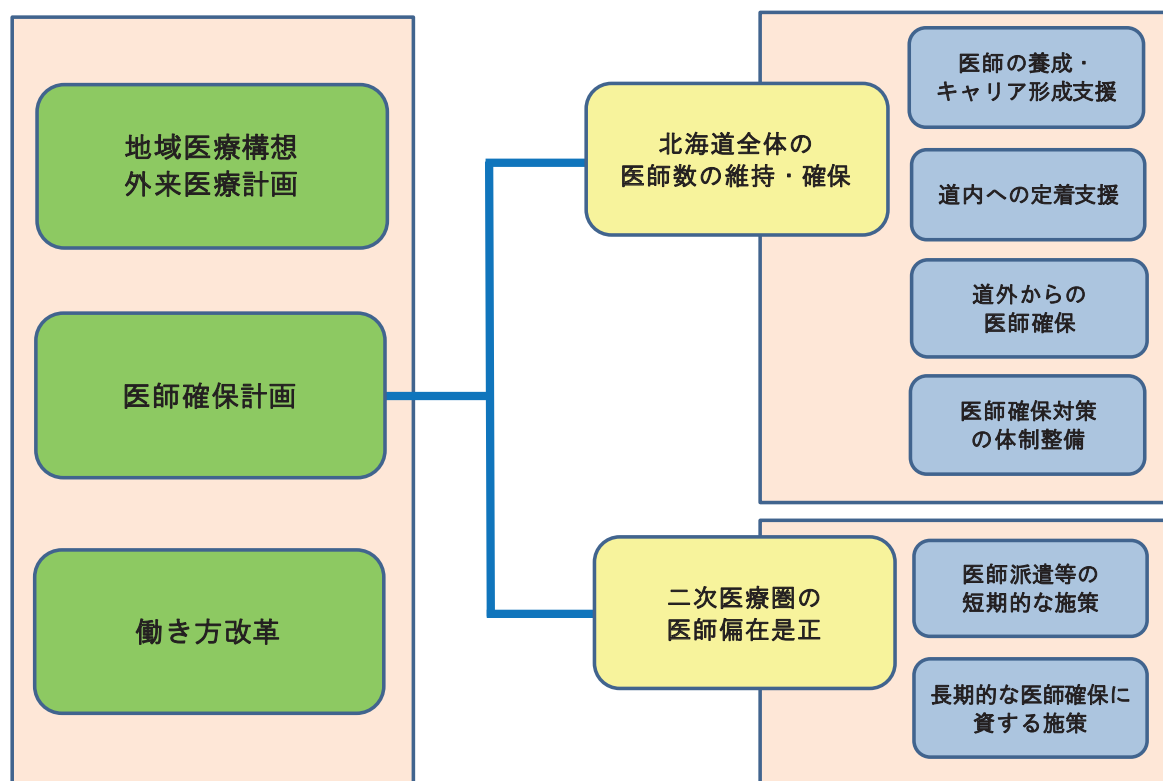 地域医療構想
外来医療計画
医師確保計画
働き方改革
北海道全体の
医師数の維持・確保
二次医療圏の
医師偏在是正
医師の養成・
キャリア形成支援
道内への定着支援
道外からの
医師確保
医師確保対策
の体制整備
医師派遣等の
短期的な施策
長期的な医師確保に
資する施策